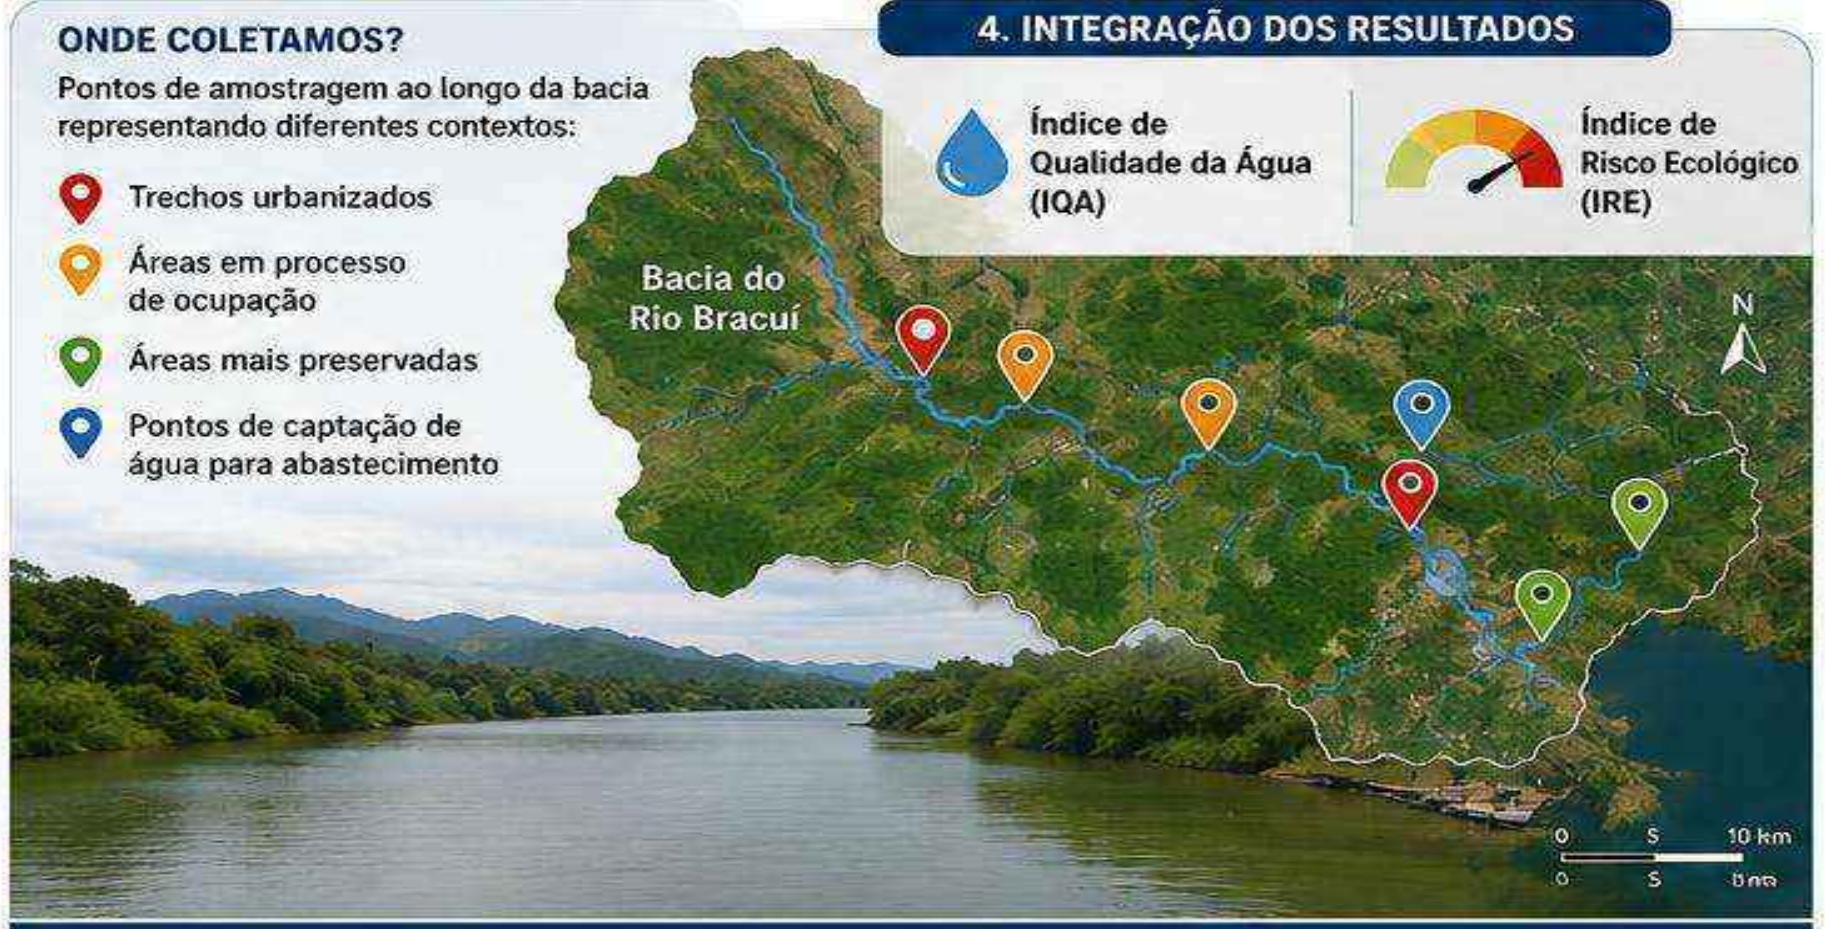 ONDE COLETAMOS?
Pontos de amostragem ao longo da bacia
representando diferentes contextos:
Trechos urbanizados
Áreas em processo
de ocupação
Áreas mais preservadas
Pontos de captação de
água para abastecimento
4. INTEGRAÇÃO DOS RESULTADOS
Índice de
Qualidade da Água
(IQA)
Índice de
Risco Ecológico
(IRE)
Bacia do
Rio Bracuí
N
0 S 10 km
0 S